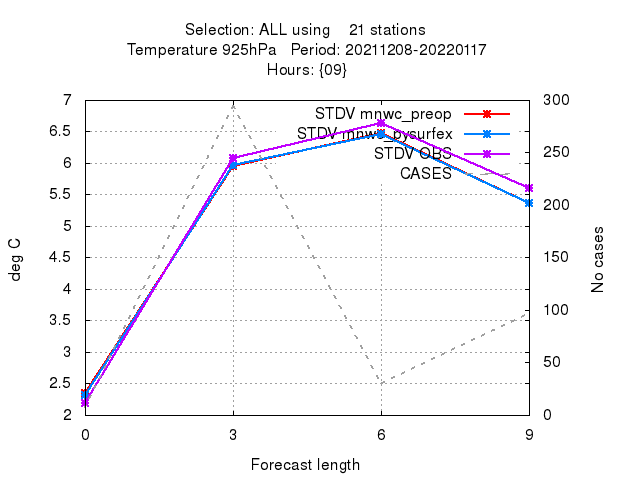 Selection: ALL using 21 stations
Temperature 925hPa Period: 20211208-20220117
Hours: {09}
STDV mnwc_preop
STDV mnwc_pysurfex
STDV OBS
CASES
deg C
7
6.5
6
5.5
5
4.5
4
3.5
3
2.5
2
300
250
200
150
100
50
0
No cases
0 3 6 9
Forecast length